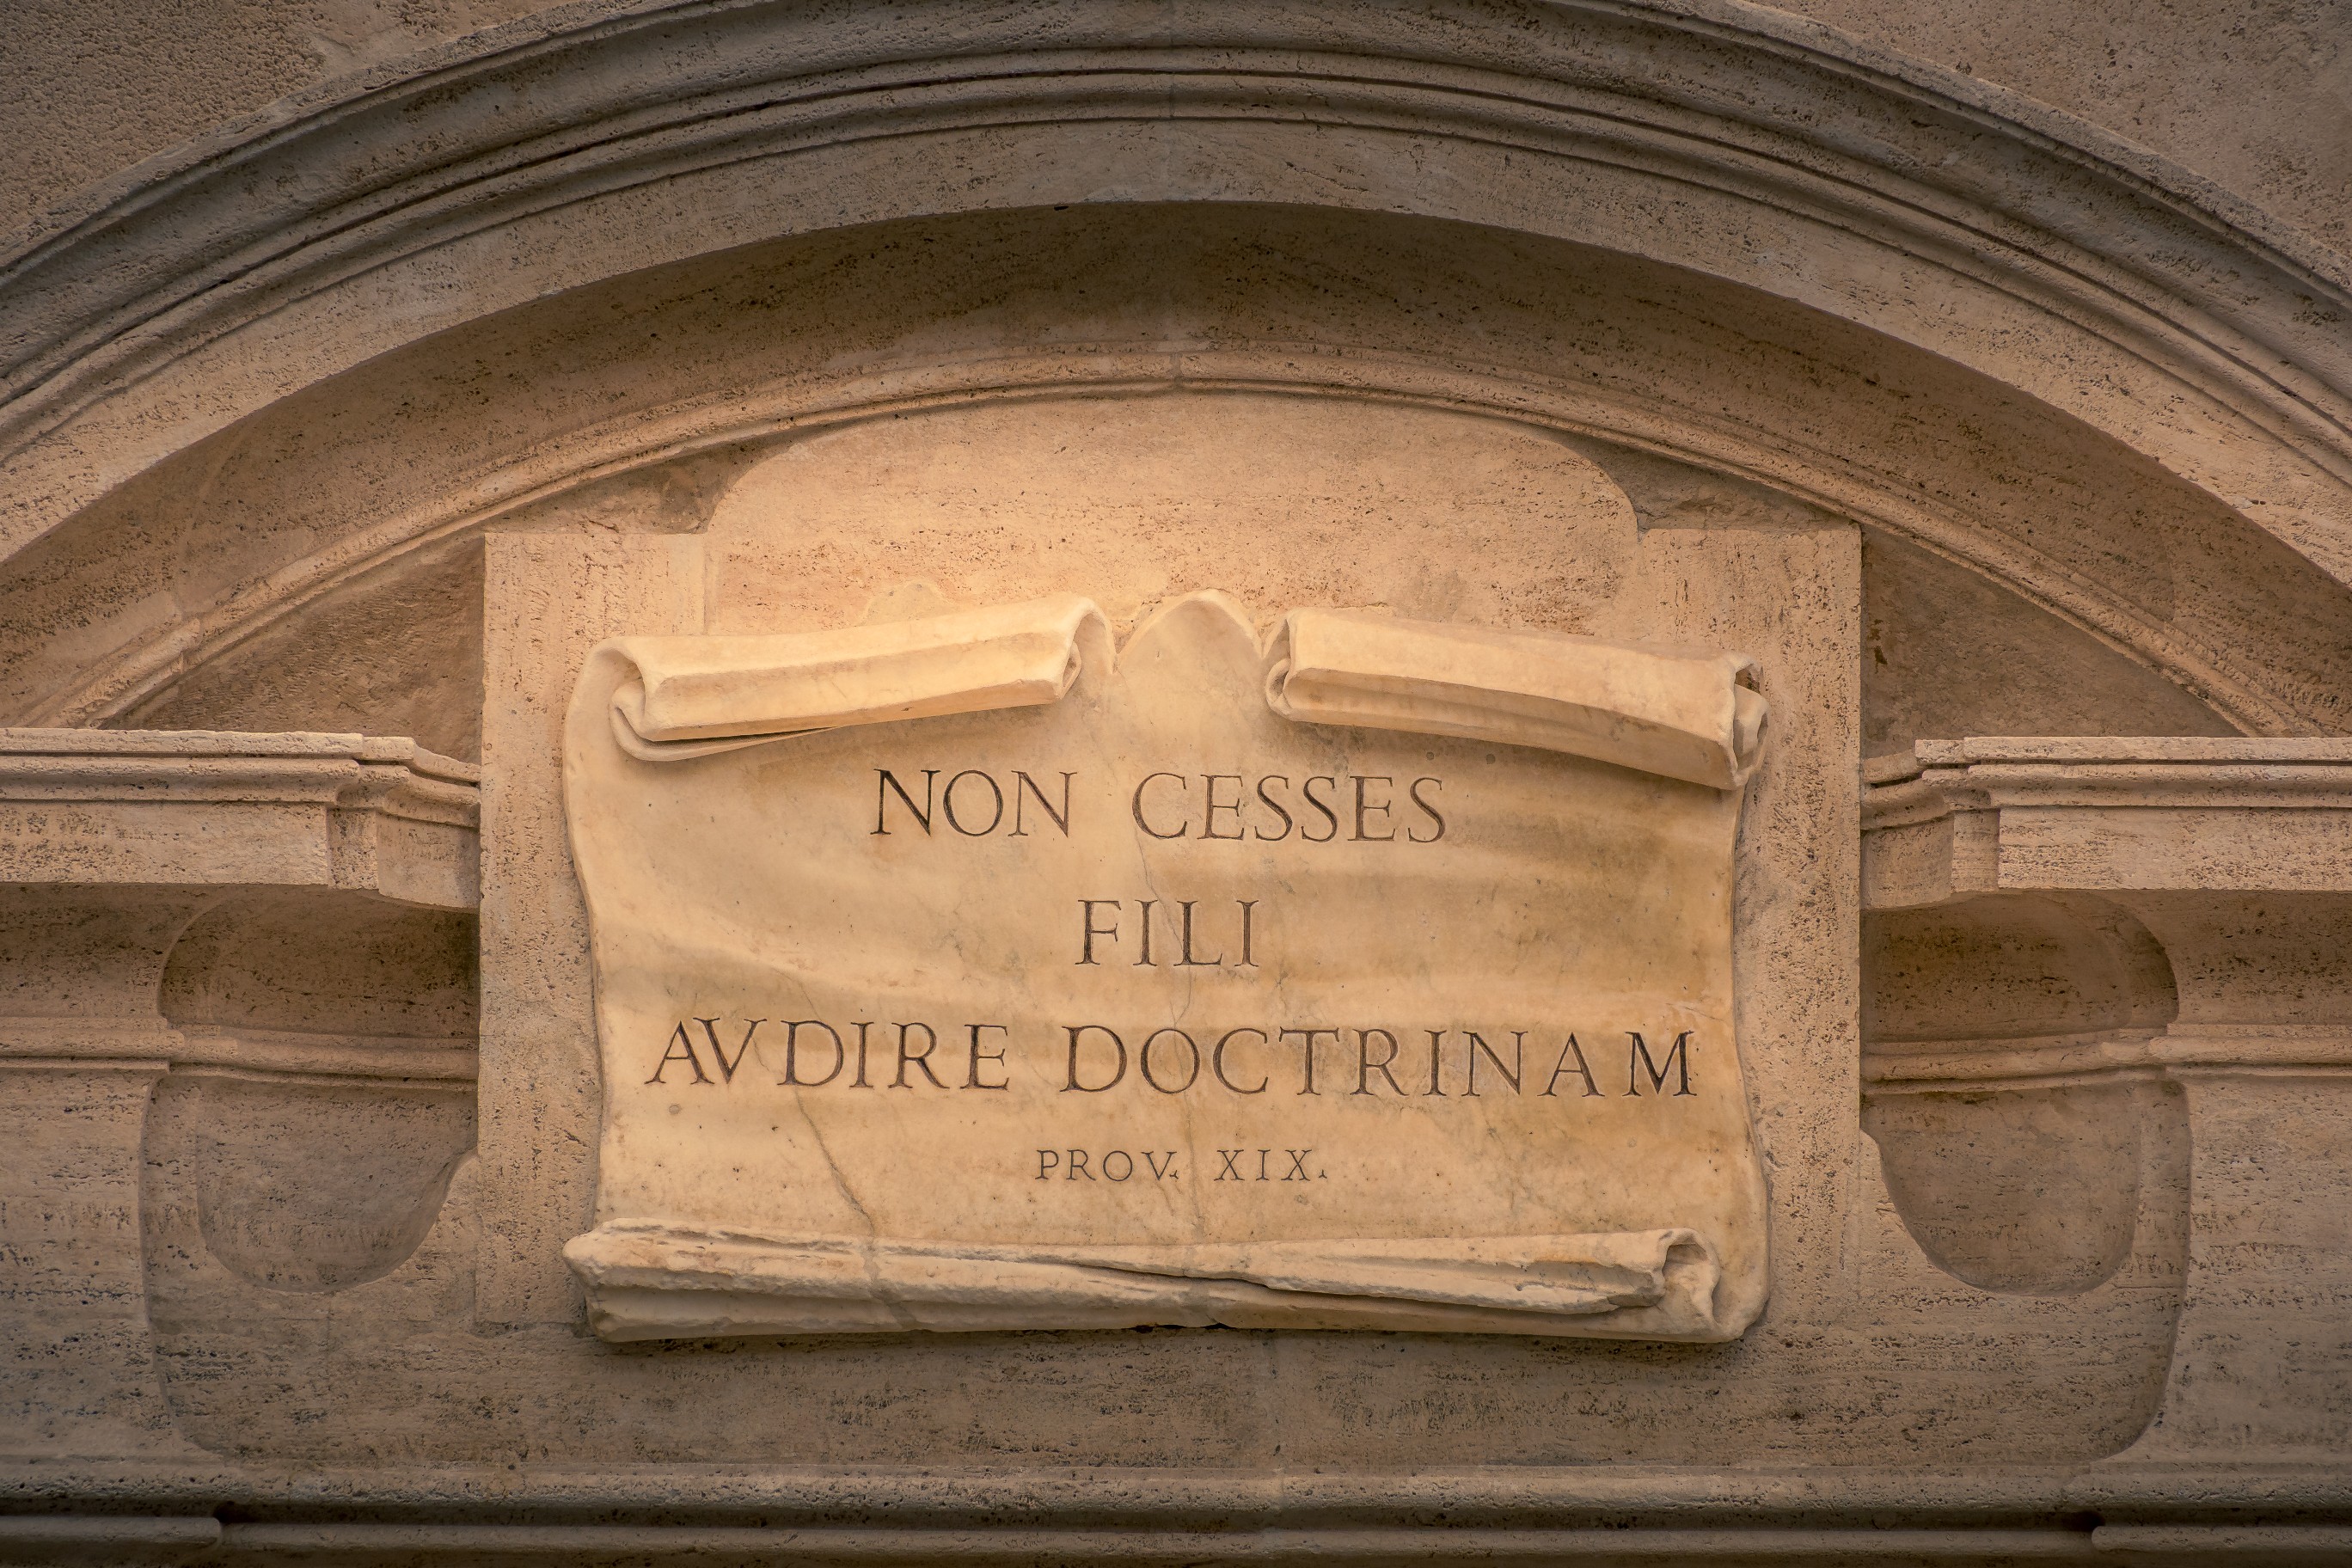 NON CESSES
FILI
AVDIRE DOCTRINAM
PROV. XIX.